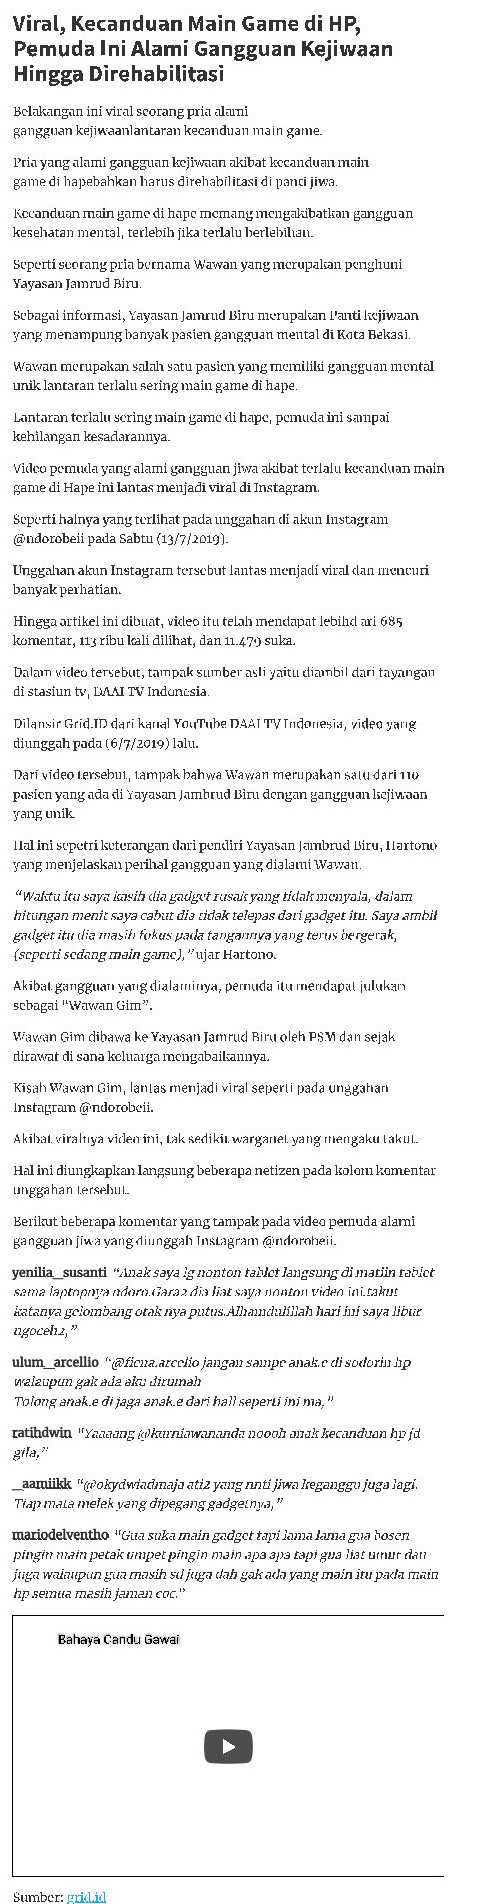 Viral, Kecanduan Main Game di HP,
Pemuda Ini Alami Gangguan Kejiwaan
Hingga Direhabilitasi
Belakangan ini viral seorang pria alami
gangguan kejiwaanlantaran kecanduan main game.
Pria yang alami gangguan kejiwaan akibat kecanduan main
game di hapebahkan harus direhabilitasi di panti jiwa.
Kecanduan main game di hape memang mengakibatkan gangguan
kesehatan mental, terlebih jika terlalu berlebihan.
Seperti seorang pria bernama Wawan yang merupakan penghuni
Yayasan Jamrud Biru.
Sebagai informasi, Yayasan Jamrud Biru merupakan Panti kejiwaan
yang menampung banyak pasien gangguan mental di Kota Bekasi.
Wawan merupakan salah satu pasien yang memiliki gangguan mental
unik lantaran terlalu sering main game di hape.
Lantaran terlalu sering main game di hape, pemuda ini sampai
kehilangan kesadarannya.
Video pemuda yang alami gangguan jiwa akibat terlalu kecanduan main
game di Hape ini lantas menjadi viral di Instagram.
Seperti halnya yang terlihat pada unggahan di akun Instagram
@ndorobeii pada Sabtu (13/7/2019).
Unggahan akun Instagram tersebut lantas menjadi viral dan mencuri
banyak perhatian.
Hingga artikel ini dibuat, video itu telah mendapat lebihd ari 685
komentar, 113 ribu kali dilihat, dan 11.479 suka.
Dalam video tersebut, tampak sumber asli yaitu diambil dari tayangan
di stasiun tv, DAAI TV Indonesia.
Dilansir Grid.ID dari kanal YouTube DAAI TV Indonesia, video yang
diunggah pada (6/7/2019) lalu.
Dari video tersebut, tampak bahwa Wawan merupakan satu dari 110
pasien yang ada di Yayasan Jambrud Biru dengan gangguan kejiwaan
yang unik.
Hal ini sepetri keterangan dari pendiri Yayasan Jambrud Biru, Hartono
yang menjelaskan perihal gangguan yang dialami Wawan.
“Waktu itu saya kasih dia gadget rusak yang tidak menyala, dalam
hitungan menit saya cabut dia tidak telepas dari gadget itu. Saya ambil
gadget itu dia masih fokus pada tangannya yang terus bergerak,
(seperti sedang main game),” ujar Hartono.
Akibat gangguan yang dialaminya, pemuda itu mendapat julukan
sebagai “Wawan Gim”.
Wawan Gim dibawa ke Yayasan Jamrud Biru oleh PSM dan sejak
dirawat di sana keluarga mengabaikannya.
Kisah Wawan Gim, lantas menjadi viral seperti pada unggahan
Instagram @ndorobeii.
Akibat viralnya video ini, tak sedikit warganet yang mengaku takut.
Hal ini diungkapkan langsung beberapa netizen pada kolom komentar
unggahan tersebut.
Berikut beberapa komentar yang tampak pada video pemuda alami
gangguan jiwa yang diunggah Instagram @ndorobeii.
yenilia_susanti “Anak saya lg nonton tablet langsung di matiin tablet
sama laptopnya ndoro.Gara2 dia liat saya nonton video ini.takut
katanya gelombang otak nya putus.Alhamdulillah hari ini saya libur
ngoceh2,”
ulum_arcellio “@ficna.arcelio jangan sampe anak.e di sodorin hp
walaupun gak ada aku dirumah
Tolong anak.e di jaga anak.e dari hall seperti ini ma,”
ratihdwin “Yaaaang @kurniawananda noooh anak kecanduan hp jd
gila,”
_aamiikk “@okydwiadmaja ati2 yang nnti jiwa keganggu juga lagi.
Tiap mata melek yang dipegang gadgetnya,”
mariodelventho “Gua suka main gadget tapi lama lama gua bosen
pingin main petak umpet pingin main apa apa tapi gua liat umur dan
juga walaupun gua masih sd juga dah gak ada yang main itu pada main
hp semua masih jaman coc.”
Bahaya Candu Gawai
Sumber: grid.id